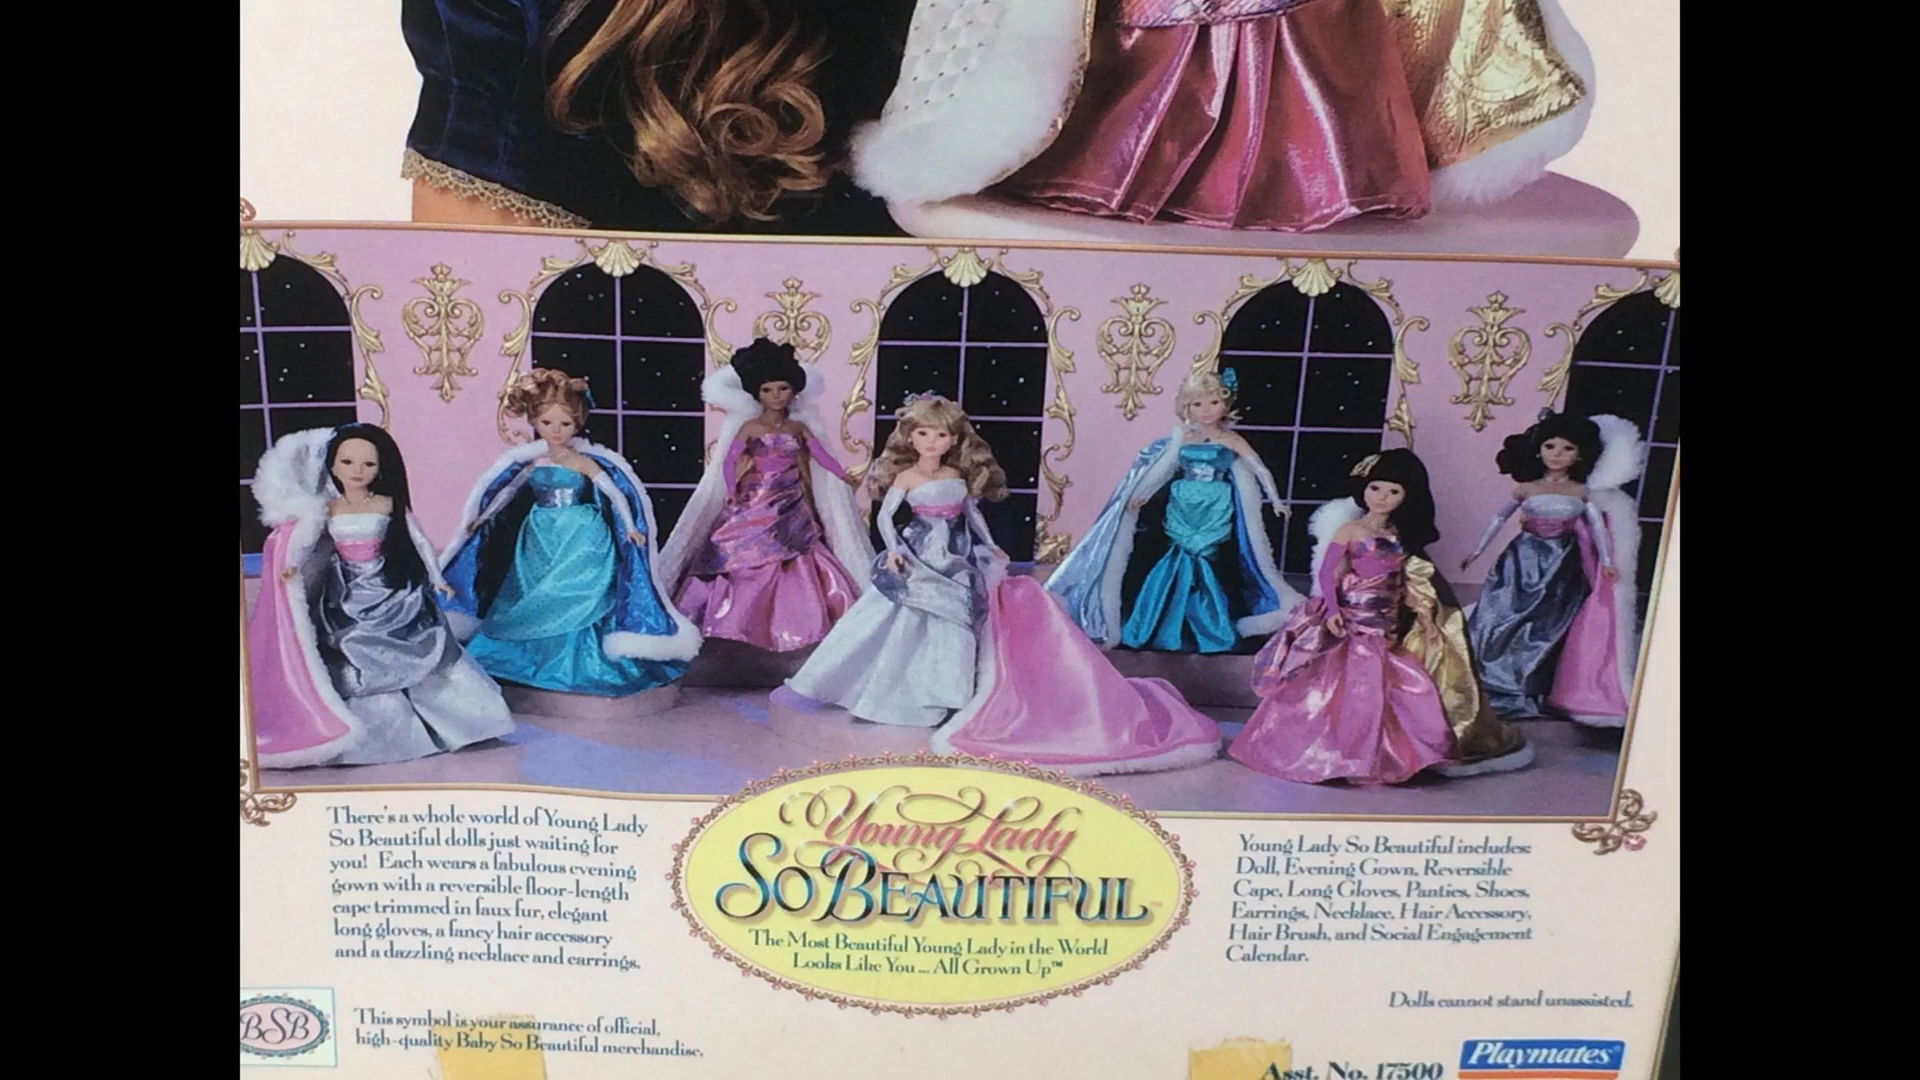 There's a whole world of Young Lady
So Beautiful dolls just waiting for
you! Each wears a fabulous evening
gown with a reversible floor-length
cape trimmed in faux fur, elegant
long gloves, a fancy hair accessory
and a dazzling necklace and earrings.
BSB
This symbol is your assurance of official,
high-quality Baby So Beautiful merchandise.
Young Lady
SO BEAUTIFUL™
The Most Beautiful Young Lady in the World
Looks Like You ... All Grown Up™
Young Lady So Beautiful includes:
Doll, Evening Gown, Reversible
Cape, Long Gloves, Panties, Shoes,
Earrings, Necklace, Hair Accessory,
Hair Brush, and Social Engagement
Calendar.
Dolls cannot stand unassisted.
Asst. No. 17500
Playmates®